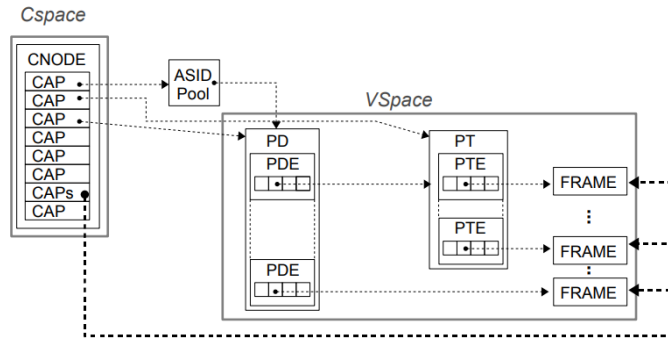 Cspace
CNODE
CAP
CAP
CAP
CAP
CAP
CAP
CAPs
CAP
ASID
Pool
VSpace
PD
PDE
PDE
PT
PTE
PTE
FRAME
FRAME
FRAME